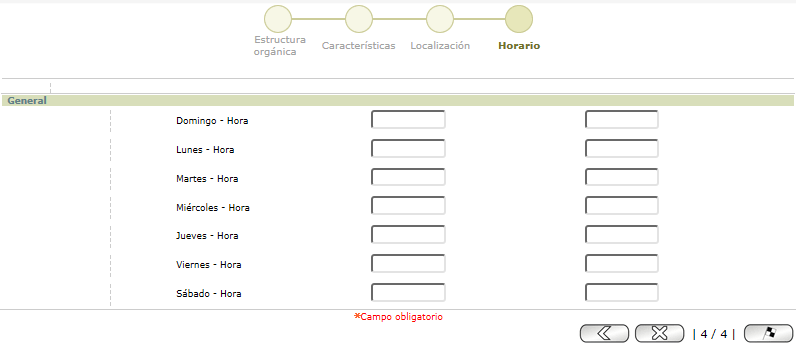 Estructura
orgánica
Características
Localización
Horario
General
Domingo - Hora
Lunes - Hora
Martes - Hora
Miércoles - Hora
Jueves - Hora
Viernes - Hora
Sábado - Hora
*Campo obligatorio
| 4 / 4 |